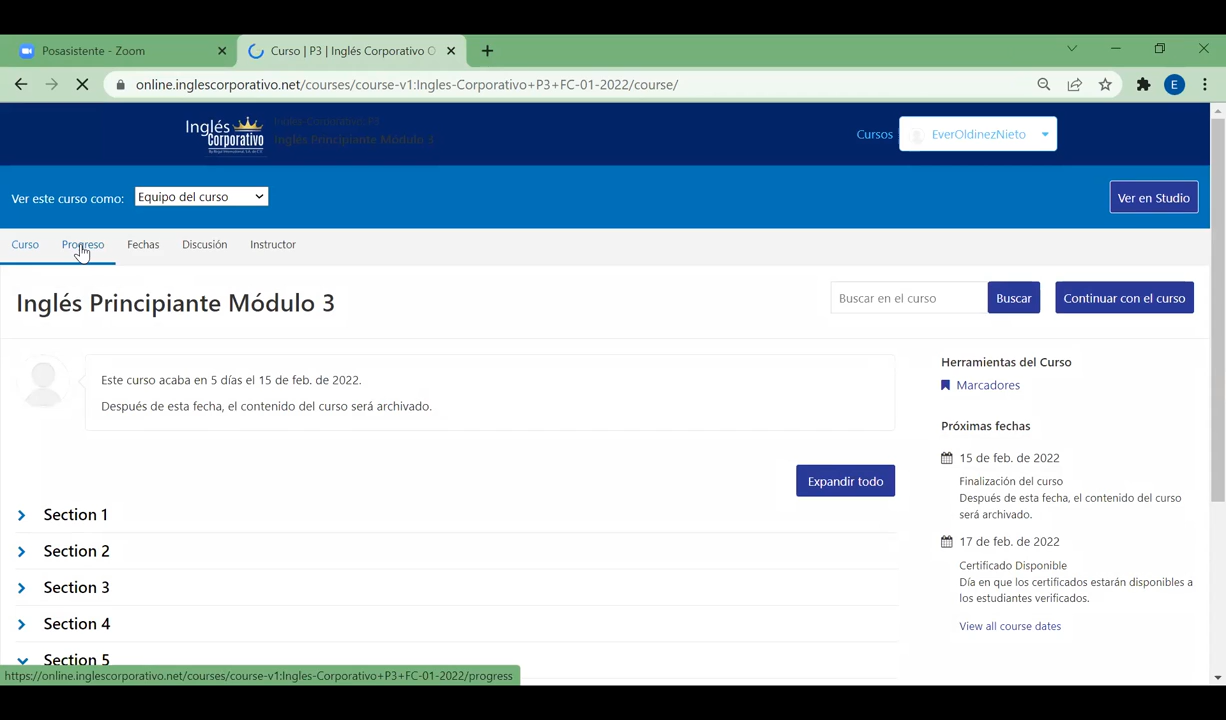 Posasistente - Zoom
Curso | P3 | Inglés Corporativo O
online.inglescorporativo.net/courses/course-v1:Ingles-Corporativo+P3+FC-01-2022/course/
E
Inglés
Corporativo
Ingles-Corporativo P3
Inglés Principiante Módulo 3
Cursos
EverOldinezNieto
Ver este curso como:
Equipo del curso
Ver en Studio
Curso
Progreso
Fechas
Discusión
Instructor
Inglés Principiante Módulo 3
Buscar en el curso
Buscar
Continuar con el curso
Este curso acaba en 5 días el 15 de feb. de 2022.
Después de esta fecha, el contenido del curso será archivado.
Expandir todo
Section 1
Section 2
Section 3
Section 4
Section 5
Herramientas del Curso
Marcadores
Próximas fechas
15 de feb. de 2022
Finalización del curso
Después de esta fecha, el contenido del curso
será archivado.
17 de feb. de 2022
Certificado Disponible
Día en que los certificados estarán disponibles a
los estudiantes verificados.
View all course dates
https://online.inglescorporativo.net/courses/course-v1:Ingles-Corporativo+P3+FC-01-2022/progress